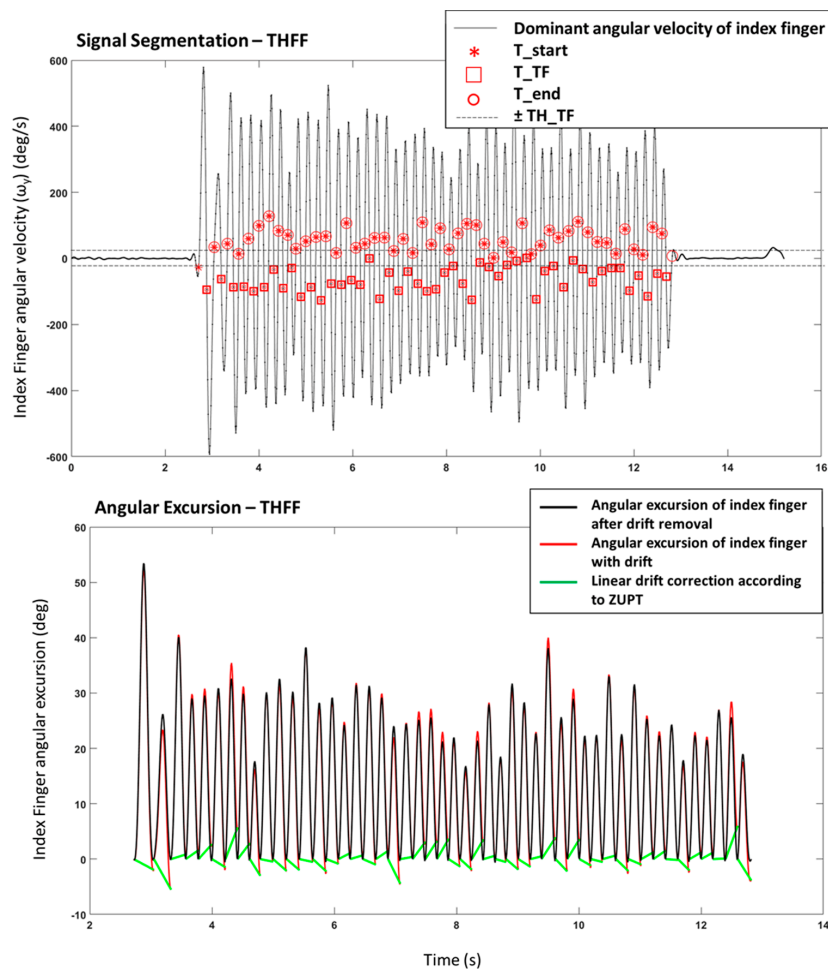 Signal Segmentation – THFF
Dominant angular velocity of index finger
T_start
T_TF
T_end
± TH_TF
Index Finger angular velocity (ωᵧ) (deg/s)
600
400
200
0
-200
-400
-600
0 2 4 6 8 10 12 14 16
Angular Excursion – THFF
Angular excursion of index finger
after drift removal
Angular excursion of index finger
with drift
Linear drift correction according
to ZUPT
Index Finger angular excursion (deg)
60
50
40
30
20
10
0
-10
2 4 6 8 10 12 14
Time (s)